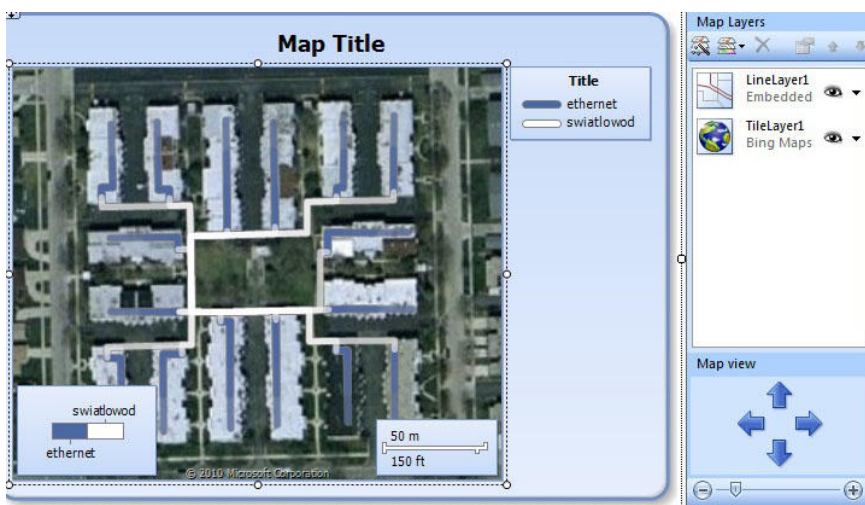 Map Title
Title
ethernet
swiatlowod
swiatlowod
ethernet
50 m
150 ft
© 2010 Microsoft Corporation
Map Layers
LineLayer1
Embedded
TileLayer1
Bing Maps
Map view